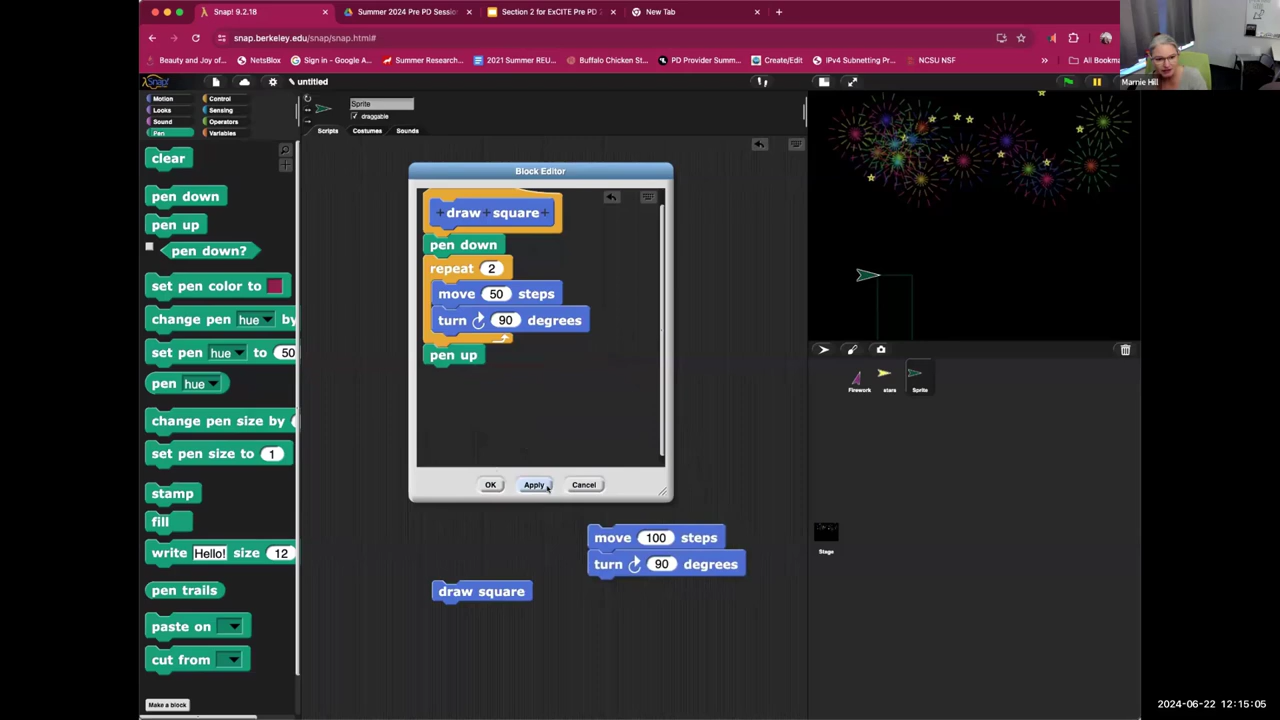 Snap! 9.2.18
Summer 2024 Pre PD Sessio
Section 2 for ExCITE Pre PD 2
New Tab
snap.berkeley.edu/snap/snap.html#
Beauty and Joy of...
NetsBlox
Sign in - Google A...
Summer Research...
2021 Summer REU...
Buffalo Chicken St...
PD Provider Summ...
Create/Edit
IPv4 Subnetting Pr...
NCSU NSF
All Bookma
Marnie Hill
untitled
Motion
Control
Looks
Sensing
Sound
Operators
Pen
Variables
clear
pen down
pen up
pen down?
set pen color to
change pen hue by
set pen hue to 50
pen hue
change pen size by
set pen size to 1
stamp
fill
write Hello! size 12
pen trails
paste on
cut from
Make a block
Sprite
draggable
Scripts
Costumes
Sounds
Block Editor
+ draw + square +
pen down
repeat 2
move 50 steps
turn 90 degrees
pen up
OK
Apply
Cancel
move 100 steps
turn 90 degrees
draw square
Firework
stars
Sprite
Stage
2024-06-22 12:15:05